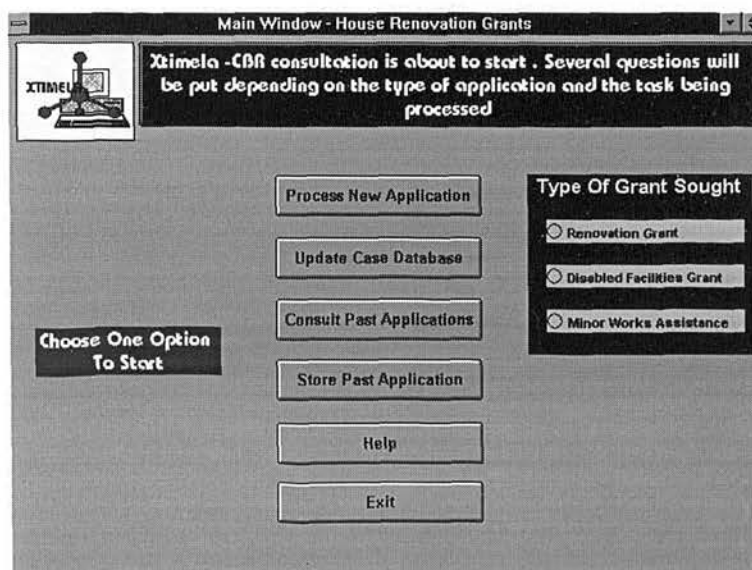 Main Window - House Renovation Grants
XTIMELA
Xtimela -CBR consultation is about to start . Several questions will
be put depending on the type of application and the task being
processed
Process New Application
Update Case Database
Consult Past Applications
Store Past Application
Help
Exit
Choose One Option
To Start
Type Of Grant Sought
Renovation Grant
Disabled Facilities Grant
Minor Works Assistance